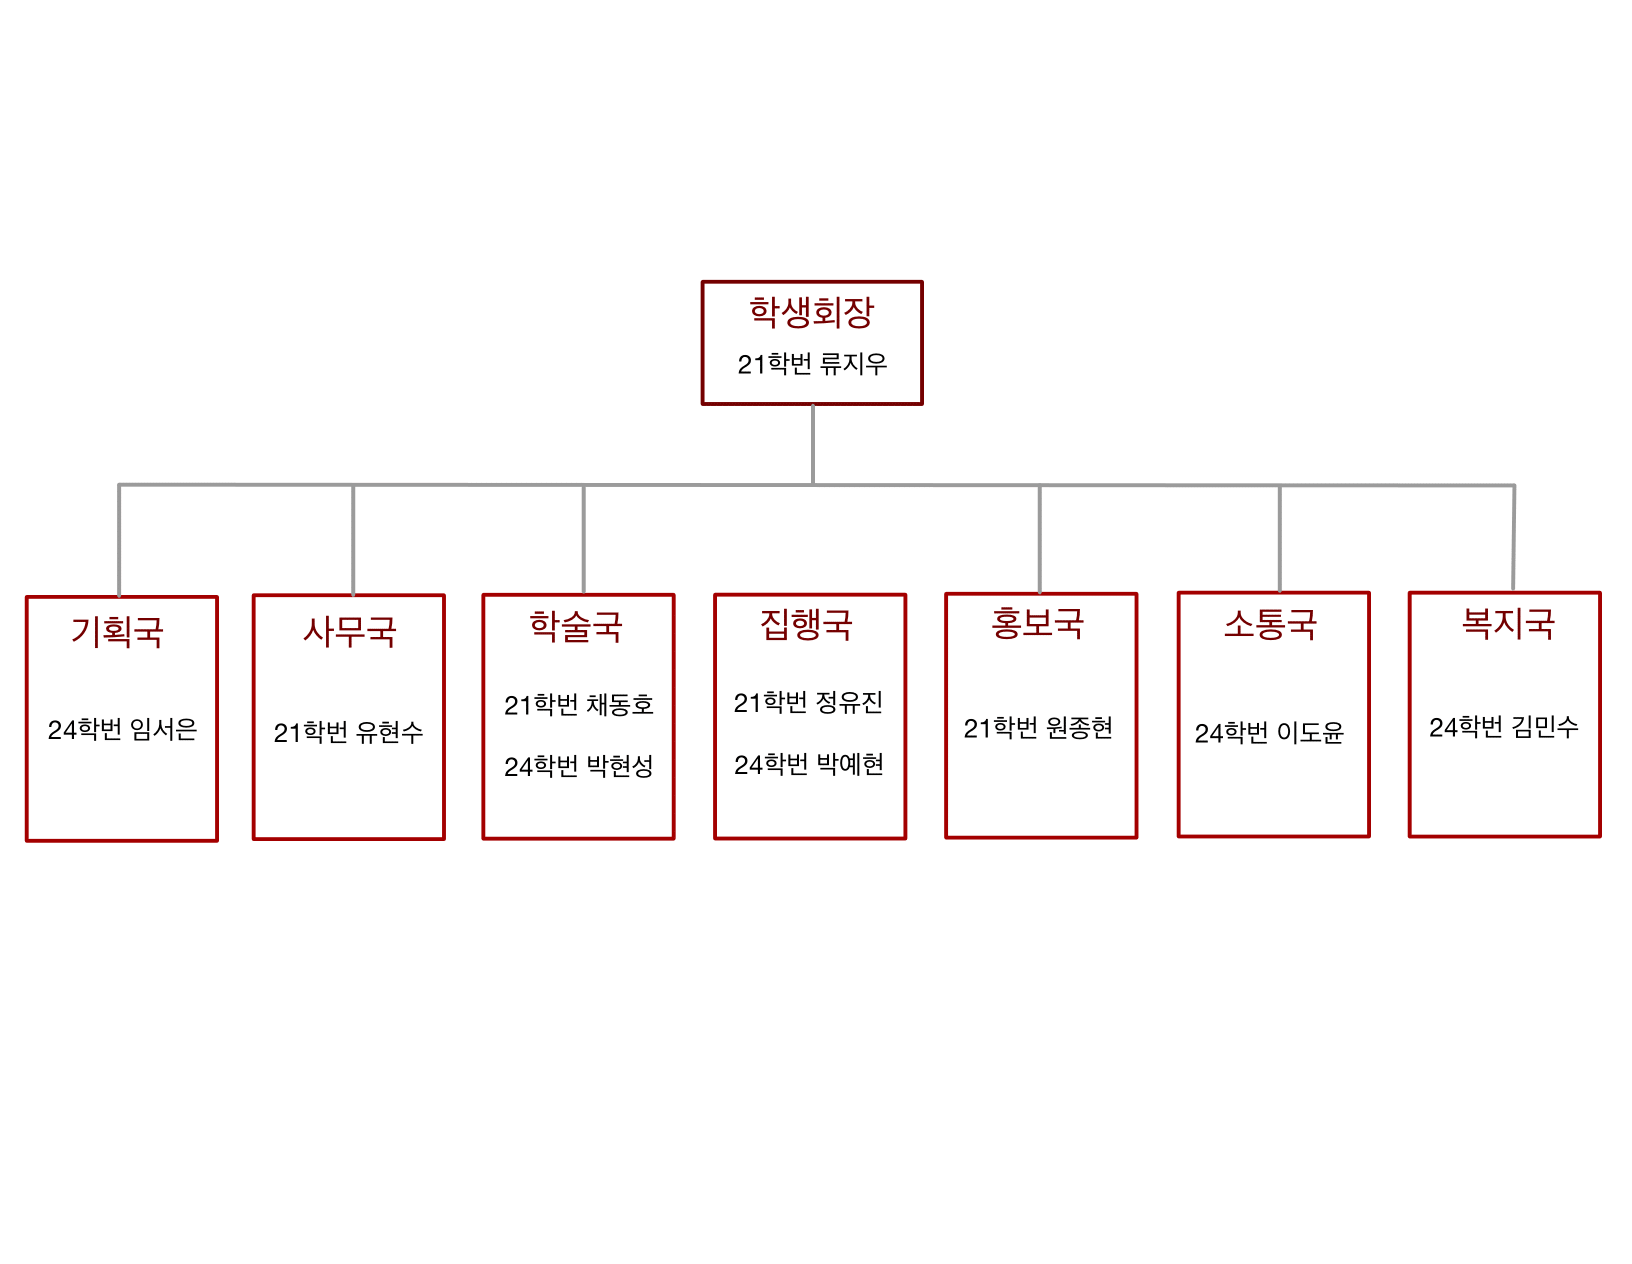 학생회장
21학번 류지우
기획국
24학번 임서은
사무국
21학번 유현수
학술국
21학번 채동호
24학번 박현성
집행국
21학번 정유진
24학번 박예현
홍보국
21학번 원종현
소통국
24학번 이도윤
복지국
24학번 김민수